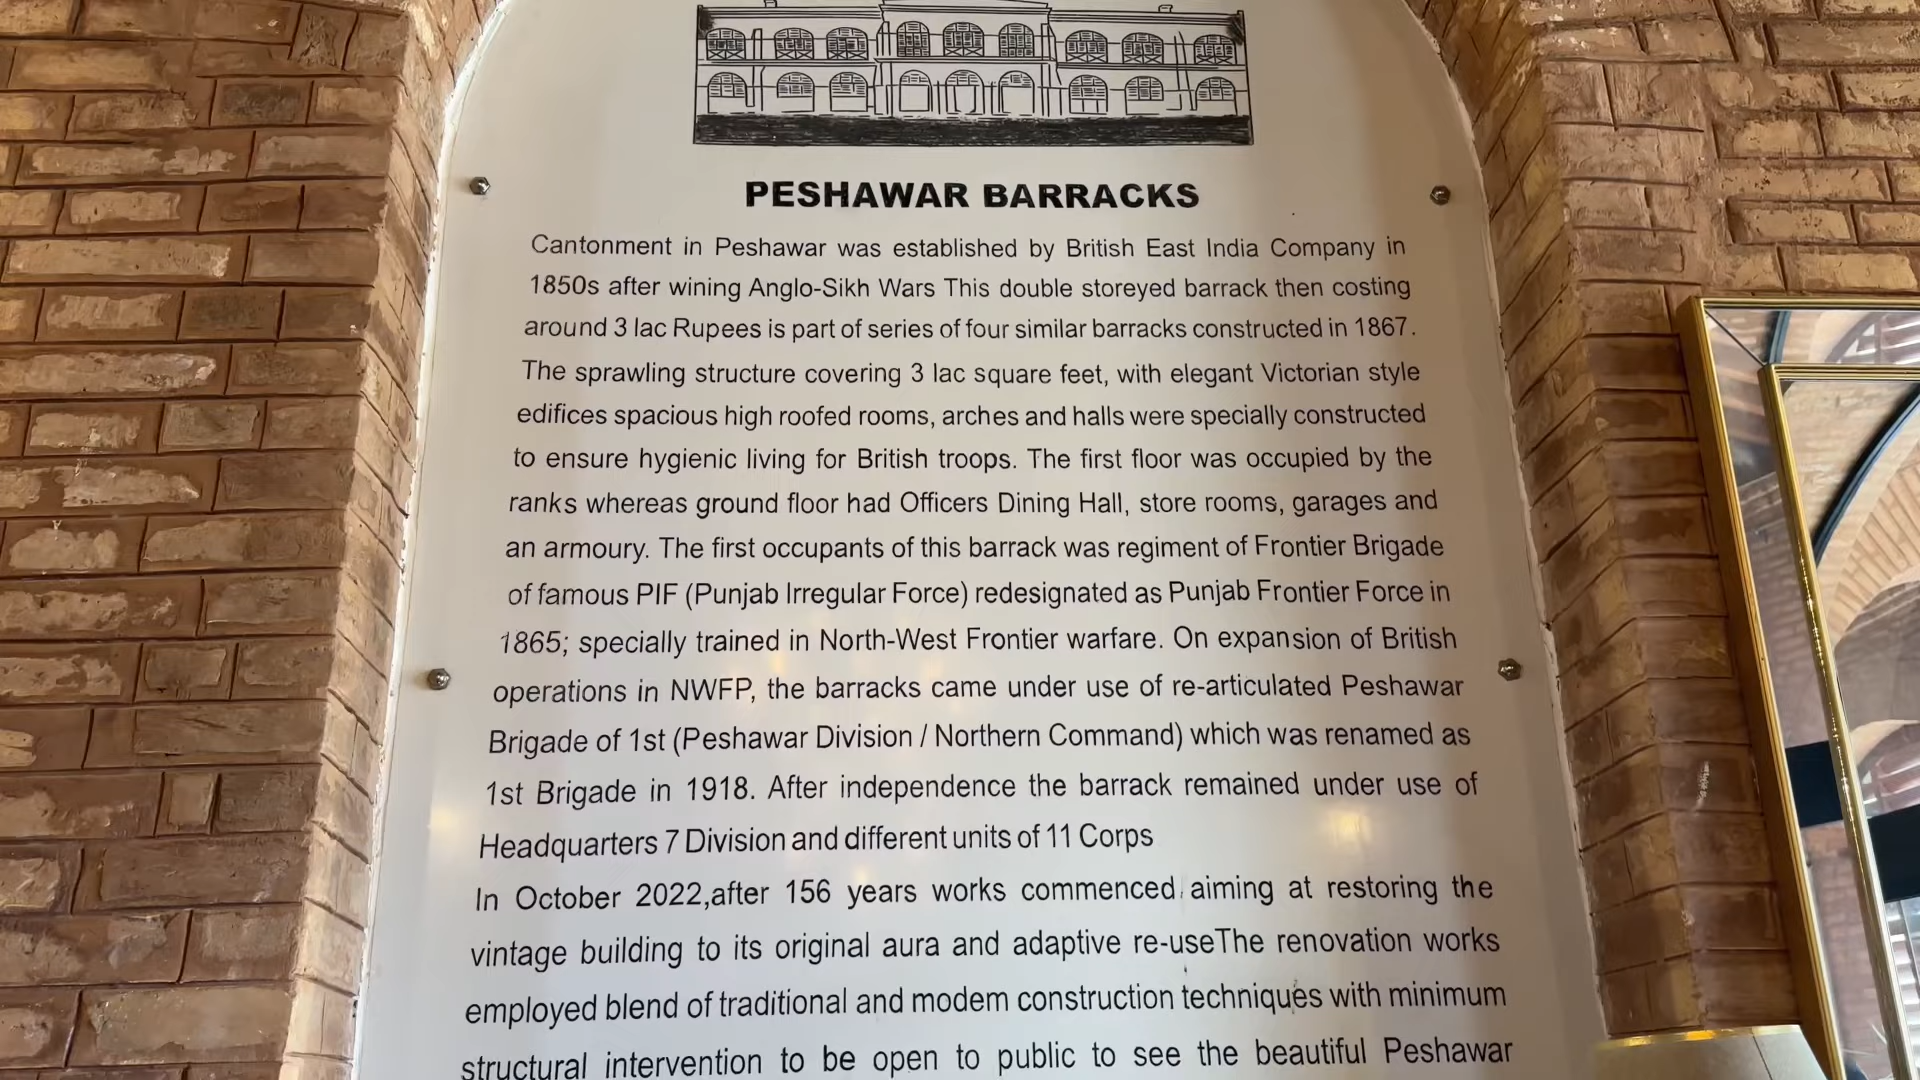 PESHAWAR BARRACKS
Cantonment in Peshawar was established by British East India Company in
1850s after wining Anglo-Sikh Wars This double storeyed barrack then costing
around 3 lac Rupees is part of series of four similar barracks constructed in 1867.
The sprawling structure covering 3 lac square feet, with elegant Victorian style
edifices spacious high roofed rooms, arches and halls were specially constructed
to ensure hygienic living for British troops. The first floor was occupied by the
ranks whereas ground floor had Officers Dining Hall, store rooms, garages and
an armoury. The first occupants of this barrack was regiment of Frontier Brigade
of famous PIF (Punjab Irregular Force) redesignated as Punjab Frontier Force in
1865; specially trained in North-West Frontier warfare. On expansion of British
operations in NWFP, the barracks came under use of re-articulated Peshawar
Brigade of 1st (Peshawar Division / Northern Command) which was renamed as
1st Brigade in 1918. After independence the barrack remained under use of
Headquarters 7 Division and different units of 11 Corps
In October 2022,after 156 years works commenced aiming at restoring the
vintage building to its original aura and adaptive re-useThe renovation works
employed blend of traditional and modem construction techniques with minimum
structural intervention to be open to public to see the beautiful Peshawar